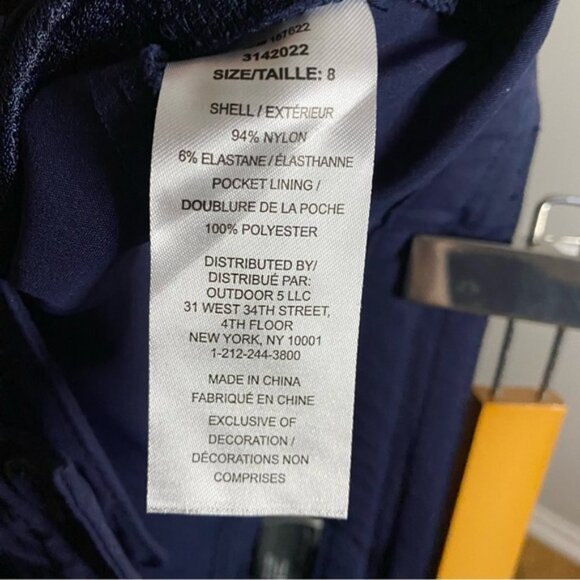 3142022
SIZE/TAILLE: 8
SHELL / EXTÉRIEUR
94% NYLON
6% ELASTANE / ÉLASTHANNE
POCKET LINING /
DOUBLURE DE LA POCHE
100% POLYESTER
DISTRIBUTED BY/
DISTRIBUÉ PAR:
OUTDOOR 5 LLC
31 WEST 34TH STREET,
4TH FLOOR
NEW YORK, NY 10001
1-212-244-3800
MADE IN CHINA
FABRIQUÉ EN CHINE
EXCLUSIVE OF
DECORATION /
DÉCORATIONS NON
COMPRISES